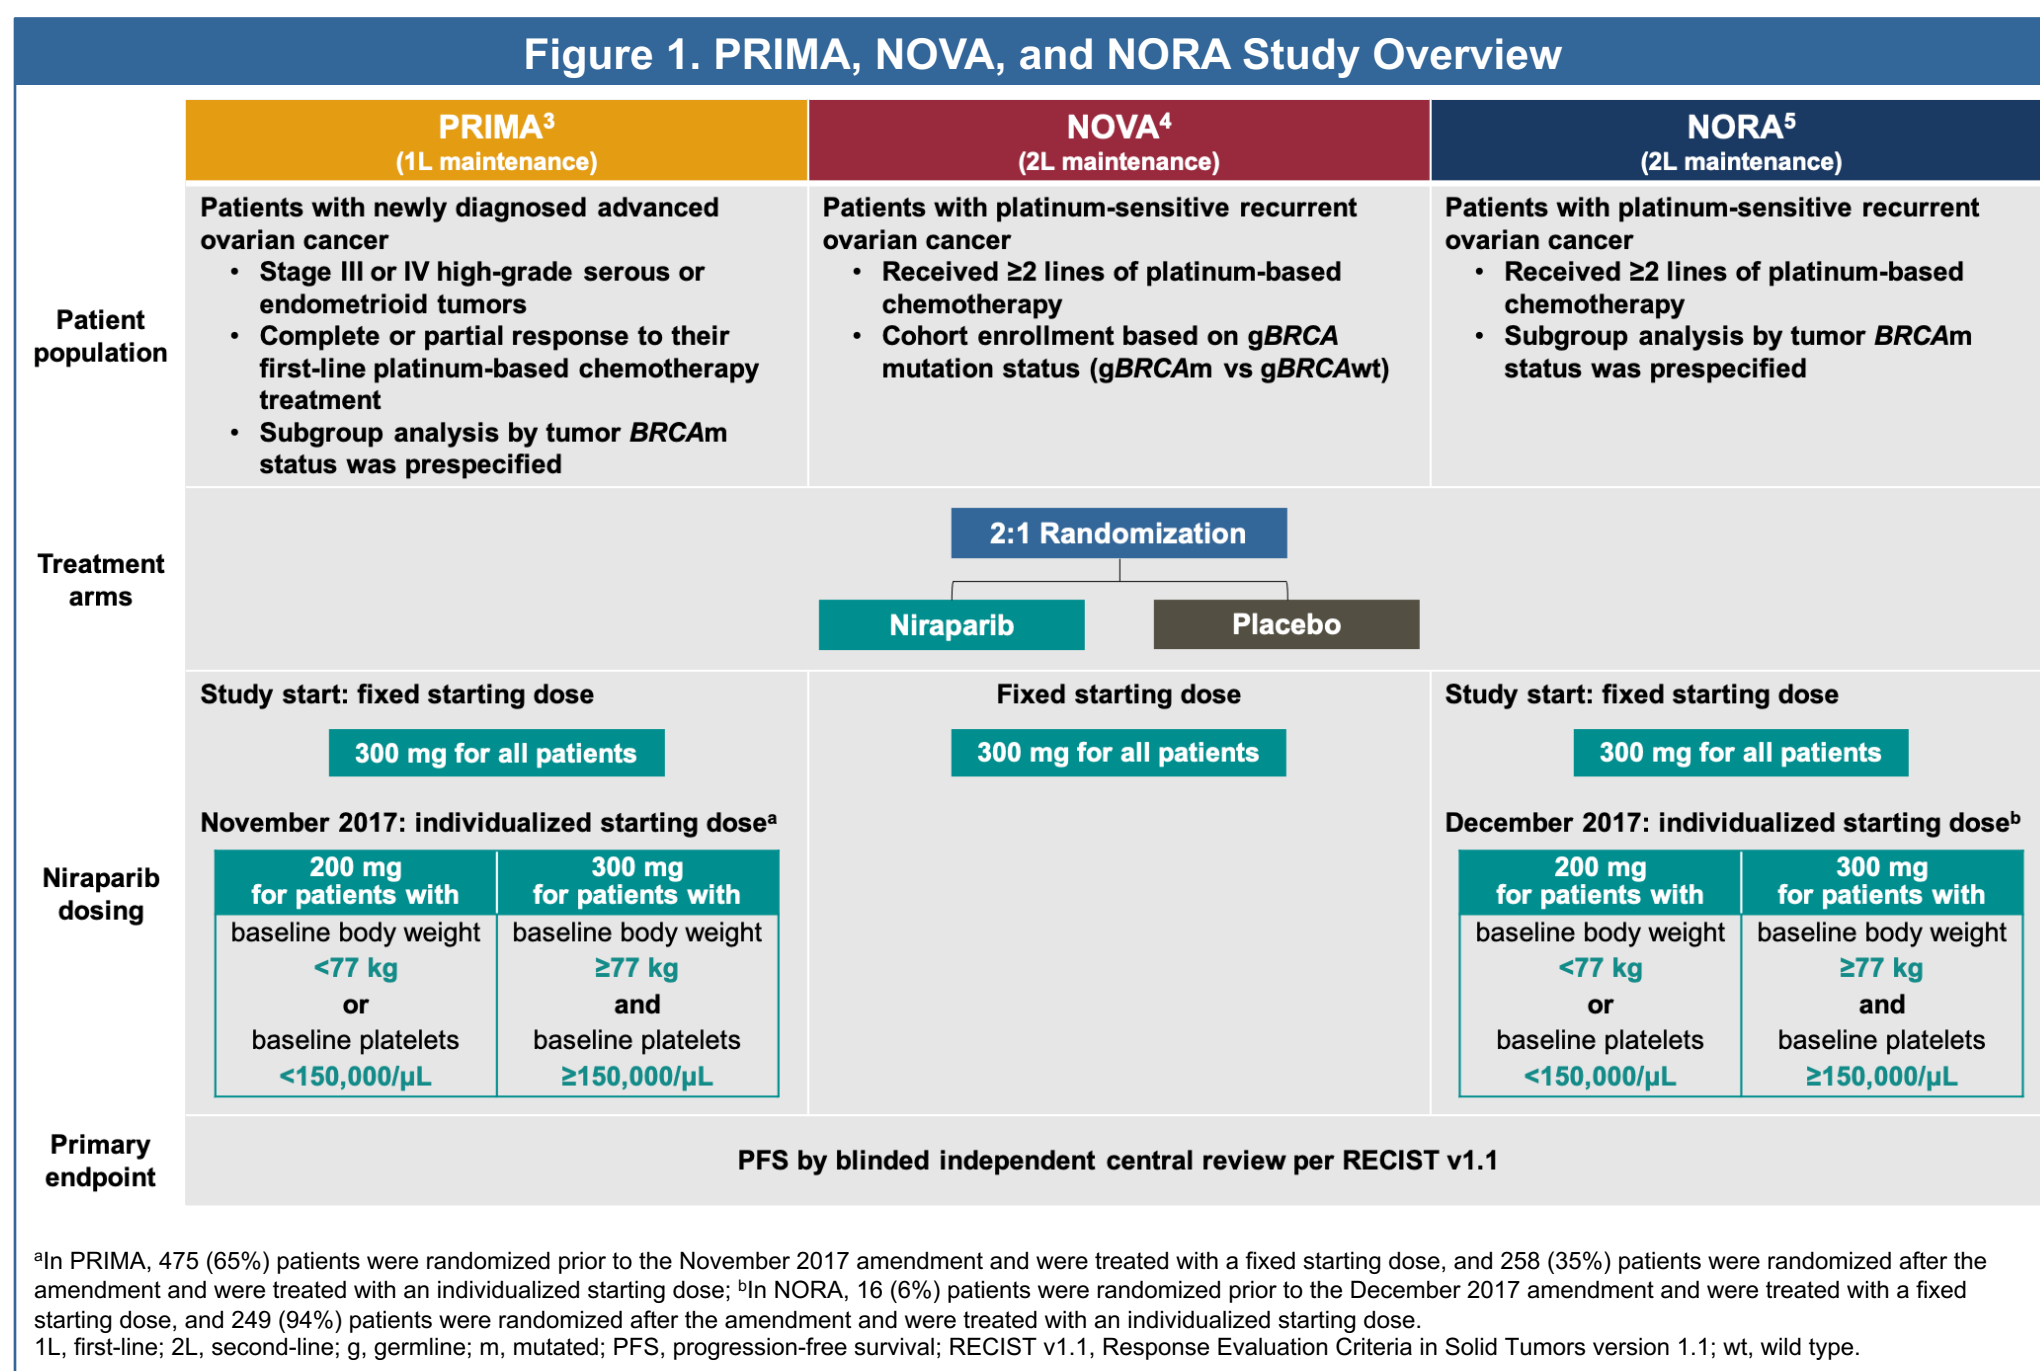 Figure 1. PRIMA, NOVA, and NORA Study Overview
PRIMA³
(1L maintenance)
NOVA⁴
(2L maintenance)
NORA⁵
(2L maintenance)
Patient
population
Patients with newly diagnosed advanced
ovarian cancer
• Stage III or IV high-grade serous or
endometrioid tumors
• Complete or partial response to their
first-line platinum-based chemotherapy
treatment
• Subgroup analysis by tumor BRCAm
status was prespecified
Patients with platinum-sensitive recurrent
ovarian cancer
• Received ≥2 lines of platinum-based
chemotherapy
• Cohort enrollment based on gBRCA
mutation status (gBRCAm vs gBRCAwt)
Patients with platinum-sensitive recurrent
ovarian cancer
• Received ≥2 lines of platinum-based
chemotherapy
• Subgroup analysis by tumor BRCAm
status was prespecified
Treatment
arms
2:1 Randomization
Niraparib
Placebo
Niraparib
dosing
Study start: fixed starting dose
300 mg for all patients
November 2017: individualized starting doseᵃ
200 mg
for patients with
300 mg
for patients with
baseline body weight
<77 kg
or
baseline platelets
<150,000/µL
baseline body weight
≥77 kg
and
baseline platelets
≥150,000/µL
Fixed starting dose
300 mg for all patients
Study start: fixed starting dose
300 mg for all patients
December 2017: individualized starting doseᵇ
200 mg
for patients with
300 mg
for patients with
baseline body weight
<77 kg
or
baseline platelets
<150,000/µL
baseline body weight
≥77 kg
and
baseline platelets
≥150,000/µL
Primary
endpoint
PFS by blinded independent central review per RECIST v1.1
ᵃIn PRIMA, 475 (65%) patients were randomized prior to the November 2017 amendment and were treated with a fixed starting dose, and 258 (35%) patients were randomized after the
amendment and were treated with an individualized starting dose; ᵇIn NORA, 16 (6%) patients were randomized prior to the December 2017 amendment and were treated with a fixed
starting dose, and 249 (94%) patients were randomized after the amendment and were treated with an individualized starting dose.
1L, first-line; 2L, second-line; g, germline; m, mutated; PFS, progression-free survival; RECIST v1.1, Response Evaluation Criteria in Solid Tumors version 1.1; wt, wild type.